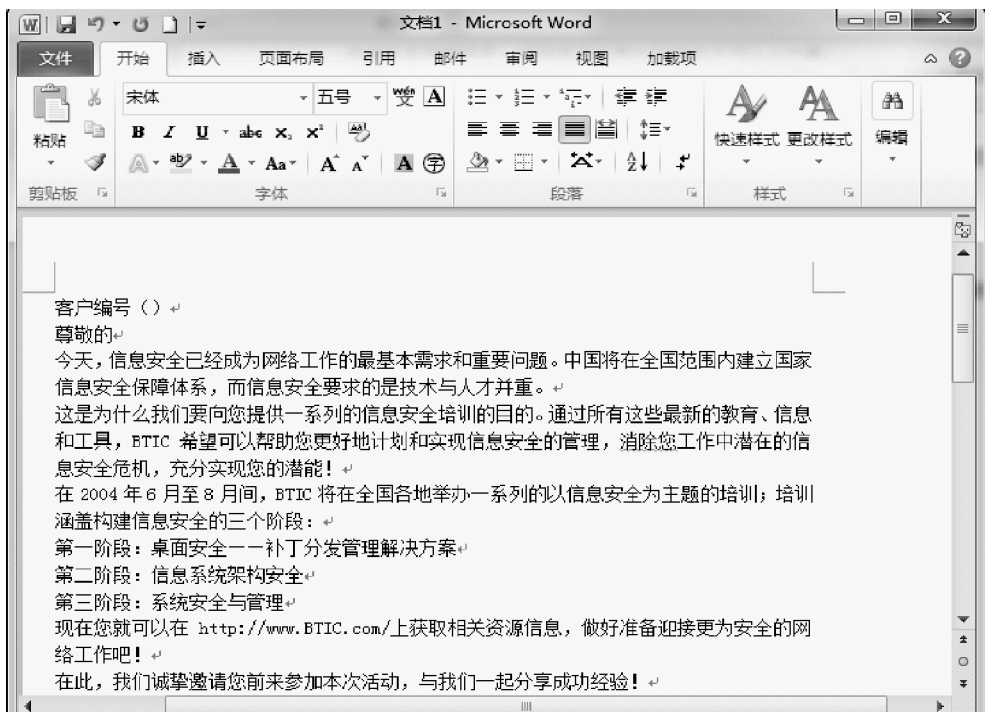 文档1 - Microsoft Word
文件 开始 插入 页面布局 引用 邮件 审阅 视图 加载项
宋体 五号 wén 变 A
粘贴 B I U abc X₂ X² 快速样式 更改样式 编辑
A ab A Aa A A A 字 A Z
剪贴板 字体 段落 样式
客户编号（）
尊敬的
今天，信息安全已经成为网络工作的最基本需求和重要问题。中国将在全国范围内建立国家
信息安全保障体系，而信息安全要求的是技术与人才并重。
这是为什么我们要向您提供一系列的信息安全培训的目的。通过所有这些最新的教育、信息
和工具，BTIC 希望可以帮助您更好地计划和实现信息安全的管理，消除您工作中潜在的信
息安全危机，充分实现您的潜能！
在 2004 年 6 月至 8 月间，BTIC 将在全国各地举办一系列的以信息安全为主题的培训；培训
涵盖构建信息安全的三个阶段：
第一阶段：桌面安全——补丁分发管理解决方案
第二阶段：信息系统架构安全
第三阶段：系统安全与管理
现在您就可以在 http://www.BTIC.com/上获取相关资源信息，做好准备迎接更为安全的网
络工作吧！
在此，我们诚挚邀请您前来参加本次活动，与我们一起分享成功经验！